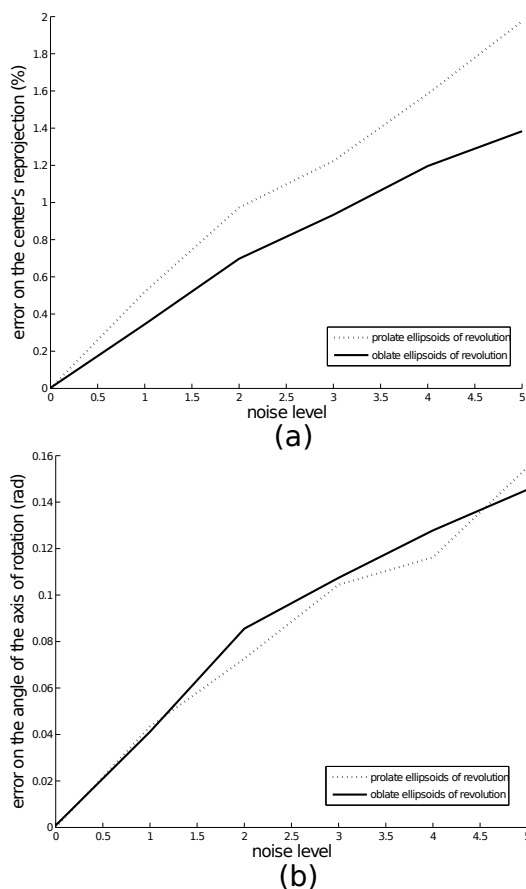 2
1.8
1.6
1.4
1.2
1
0.8
0.6
0.4
0.2
0
error on the center's reprojection (%)
prolate ellipsoids of revolution
oblate ellipsoids of revolution
0 0.5 1 1.5 2 2.5 3 3.5 4 4.5 5
noise level
(a)
0.16
0.14
0.12
0.1
0.08
0.06
0.04
0.02
0
error on the angle of the axis of rotation (rad)
prolate ellipsoids of revolution
oblate ellipsoids of revolution
0 0.5 1 1.5 2 2.5 3 3.5 4 4.5 5
noise level
(b)